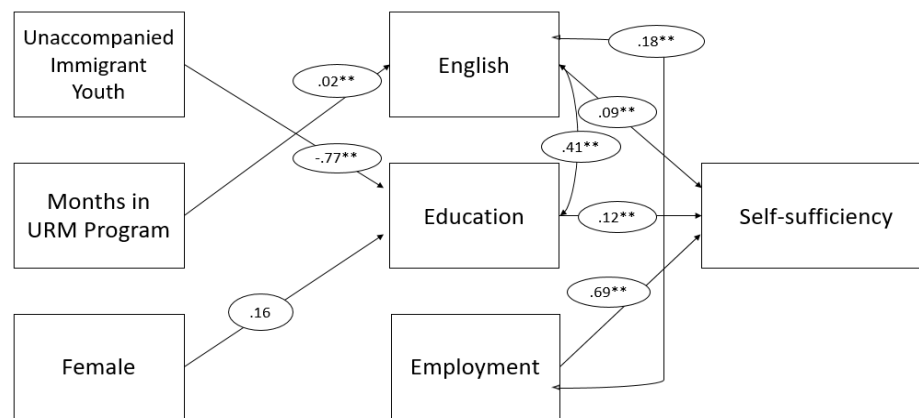 Unaccompanied
Immigrant
Youth
English
.18**
.02**
.09**
.41**
-.77**
Months in
URM Program
Education
.12**
Self-sufficiency
.69**
.16
Female
Employment